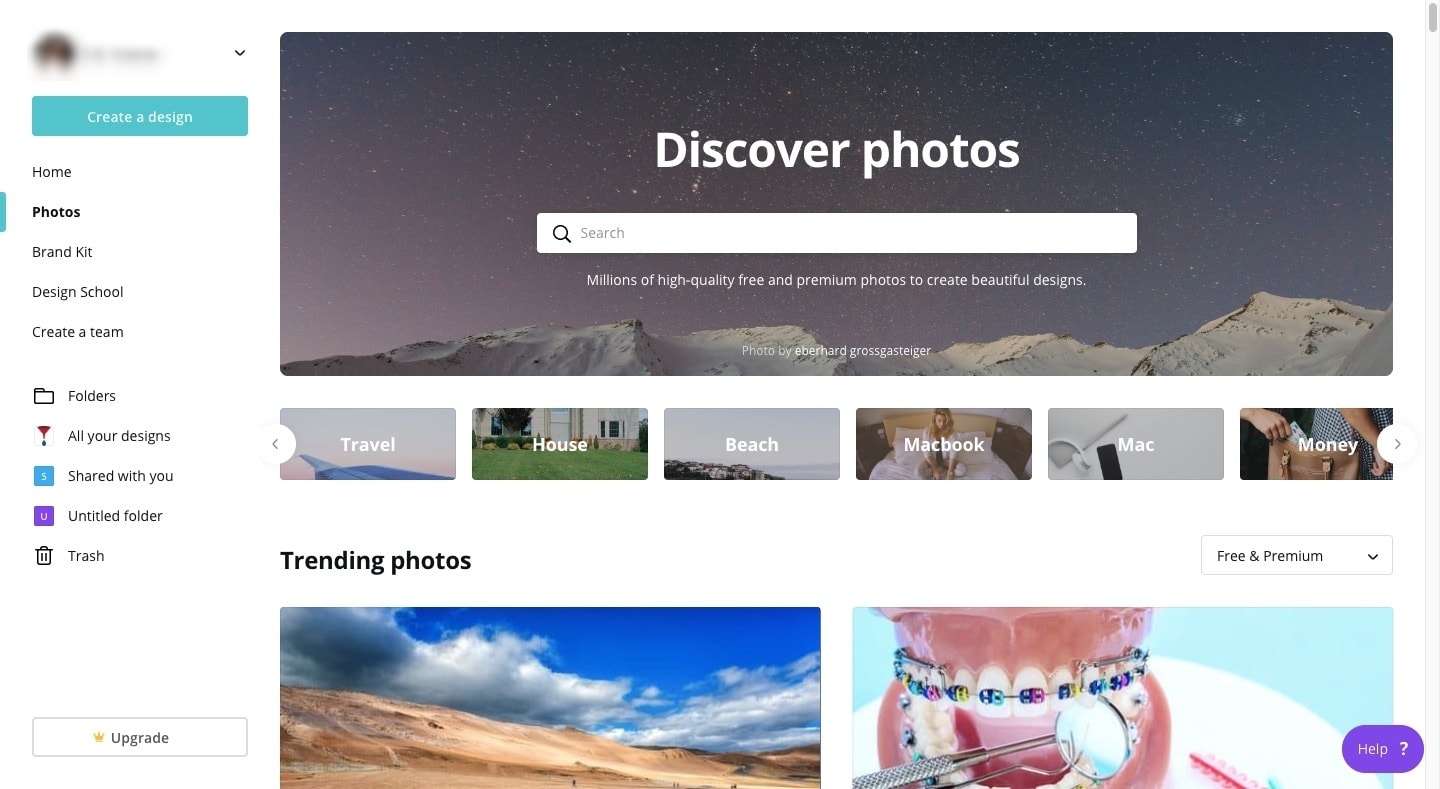 Create a design
Home
Photos
Brand Kit
Design School
Create a team
Folders
All your designs
S Shared with you
U Untitled folder
Trash
Upgrade
Discover photos
Search
Millions of high-quality free and premium photos to create beautiful designs.
Photo by eberhard grossgasteiger
Travel
House
Beach
Macbook
Mac
Money
Trending photos
Free & Premium
Help ?